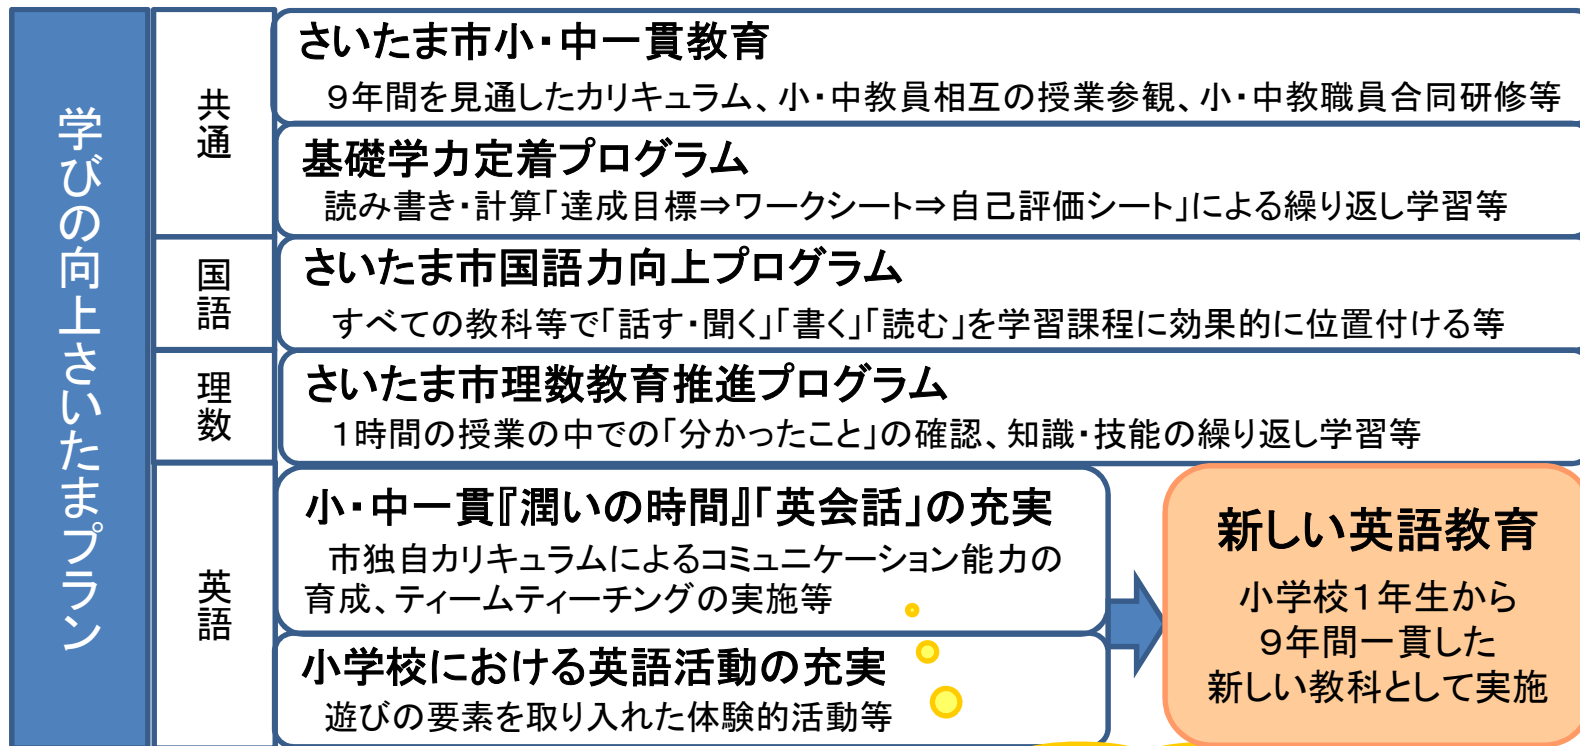 学びの向上さいたまプラン
共通
さいたま市小・中一貫教育
9年間を見通したカリキュラム、小・中教員相互の授業参観、小・中教職員合同研修等
基礎学力定着プログラム
読み書き・計算「達成目標⇒ワークシート⇒自己評価シート」による繰り返し学習等
国語
さいたま市国語力向上プログラム
すべての教科等で「話す・聞く」「書く」「読む」を学習課程に効果的に位置付ける等
理数
さいたま市理数教育推進プログラム
1時間の授業の中での「分かったこと」の確認、知識・技能の繰り返し学習等
英語
小・中一貫『潤いの時間』「英会話」の充実
市独自カリキュラムによるコミュニケーション能力の
育成、ティームティーチングの実施等
小学校における英語活動の充実
遊びの要素を取り入れた体験的活動等
新しい英語教育
小学校1年生から
9年間一貫した
新しい教科として実施